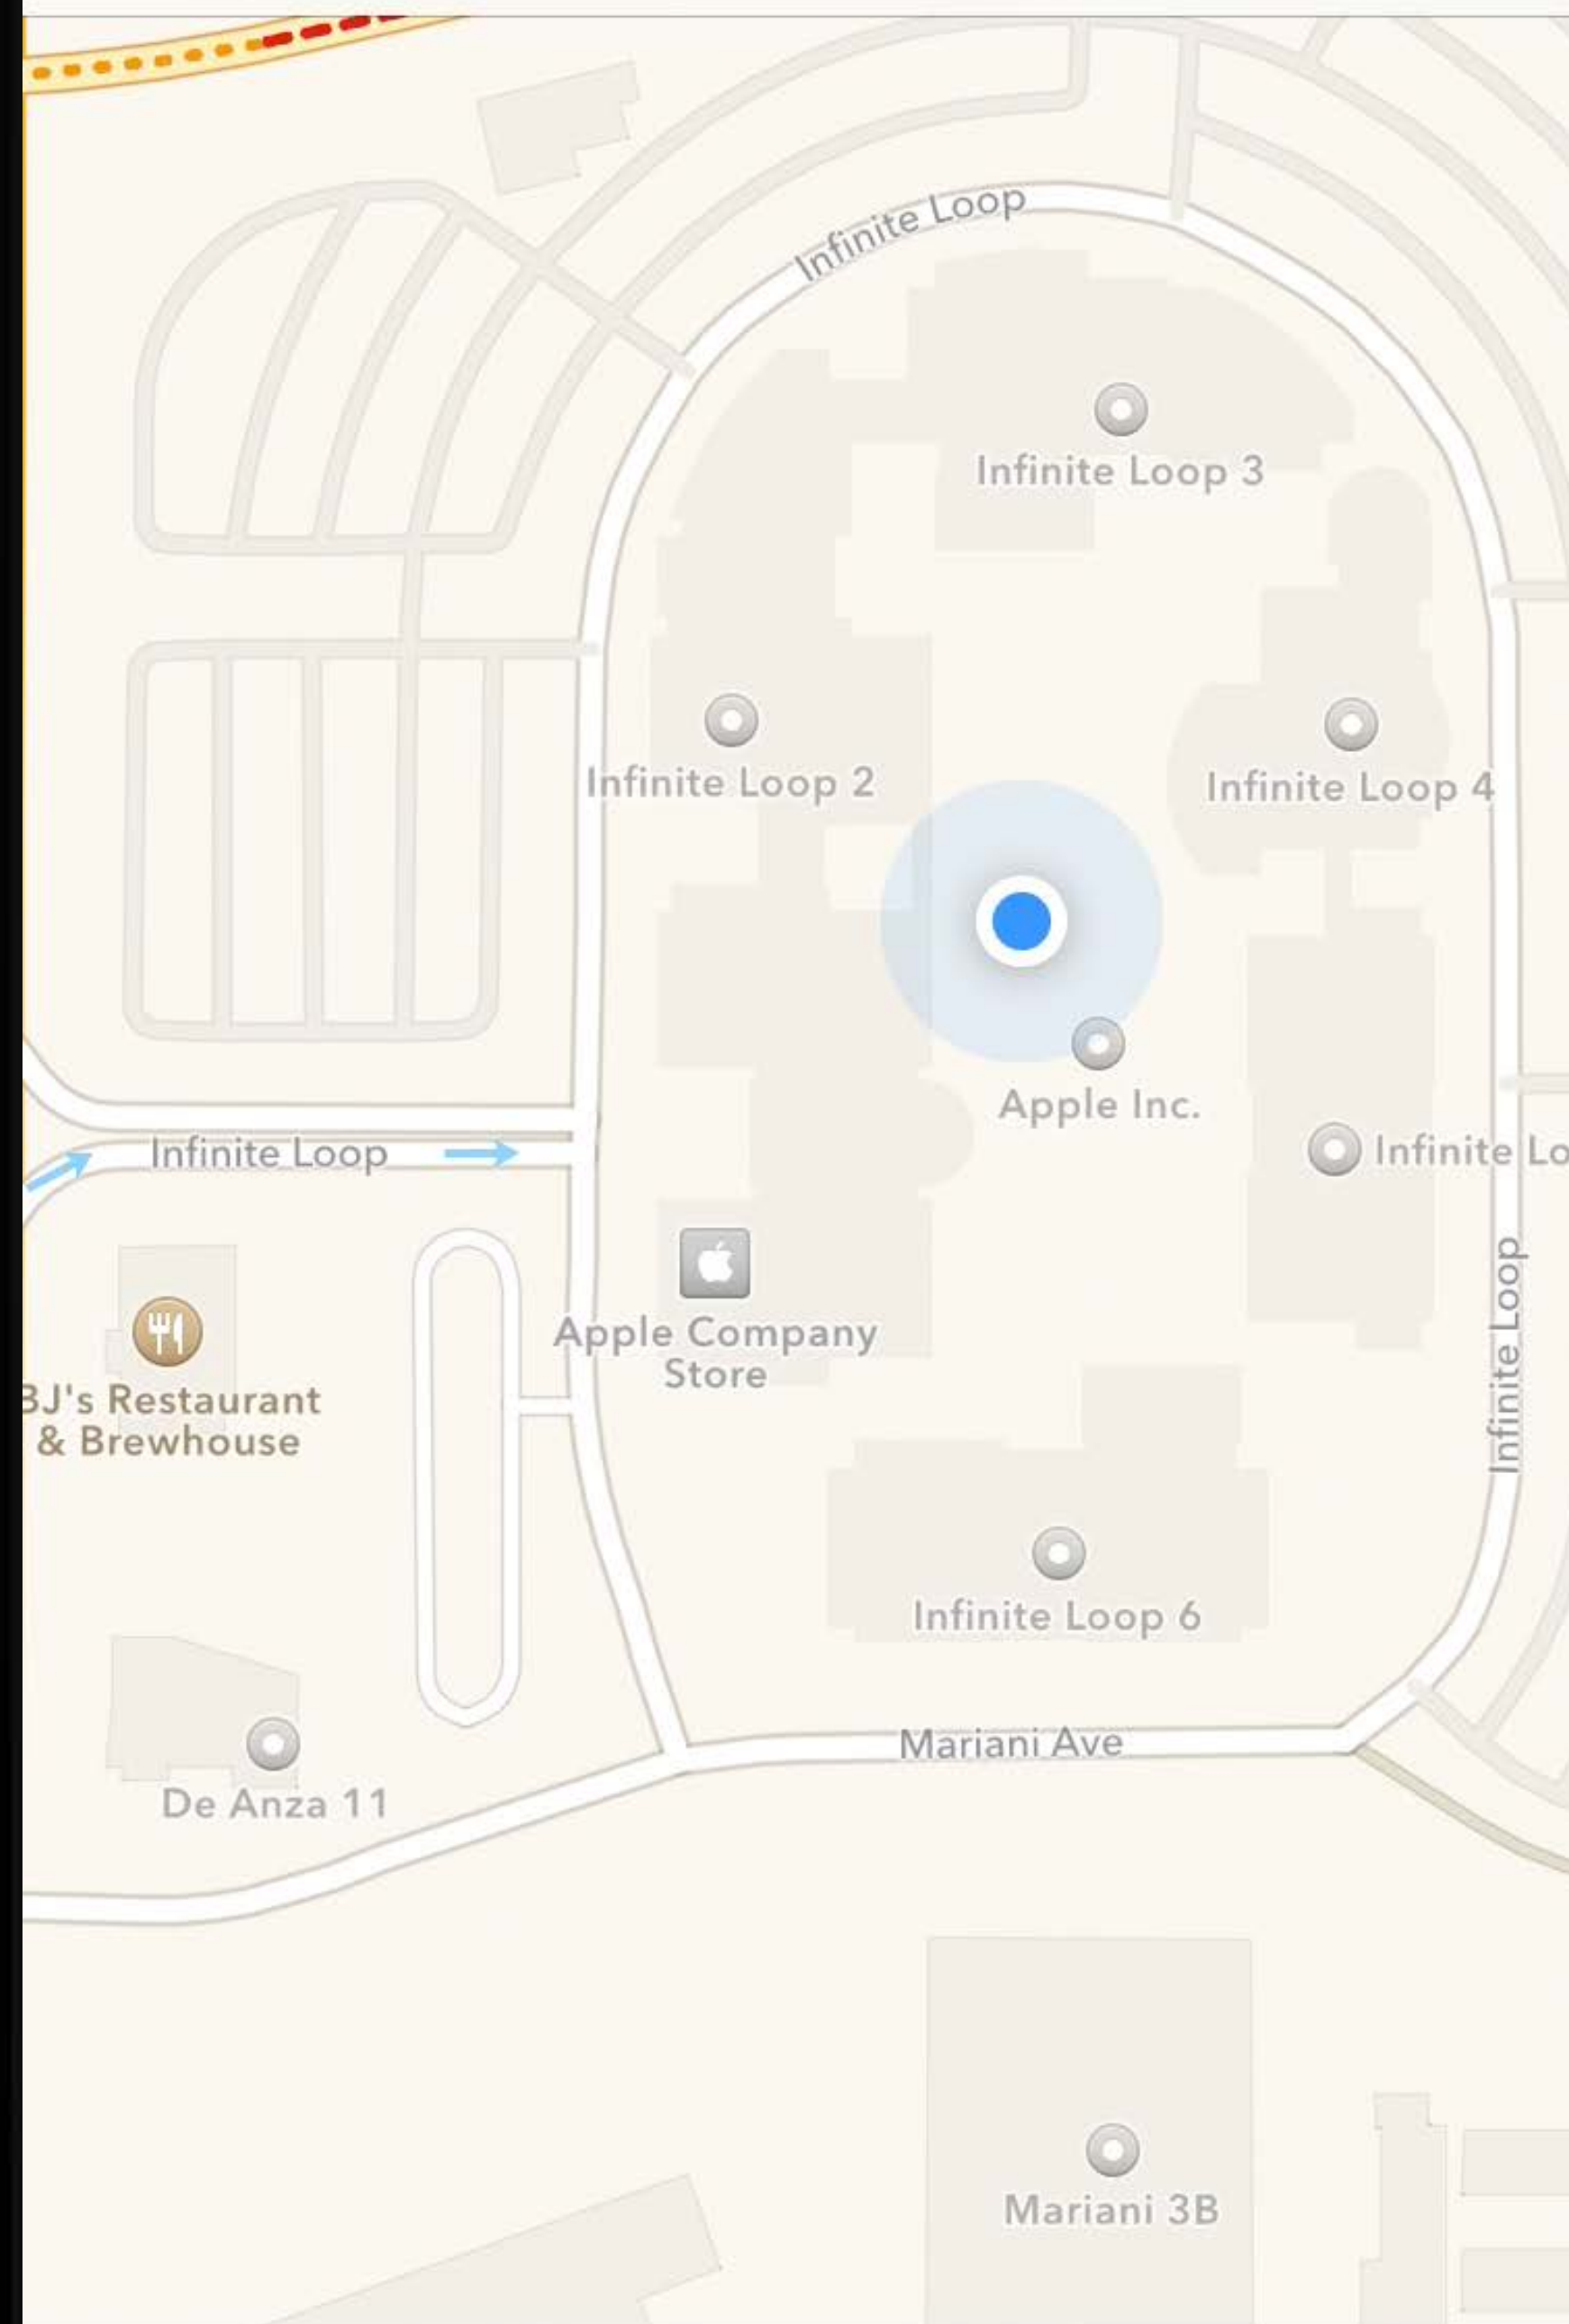 Infinite Loop
Infinite Loop 3
Infinite Loop 2
Infinite Loop 4
Apple Inc.
Infinite Loop
Infinite
Apple Company
Store
BJ's Restaurant
& Brewhouse
Infinite Loop
Infinite Loop 6
Mariani Ave
De Anza 11
Mariani 3B